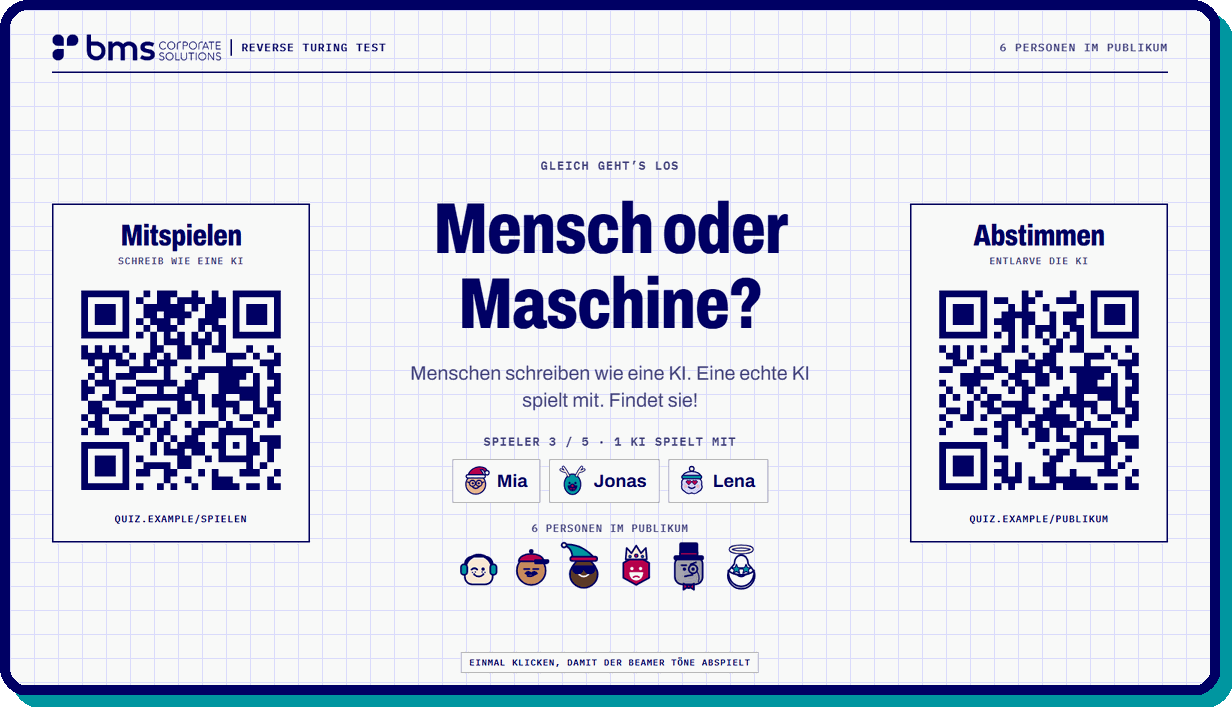 bms CORPORATE SOLUTIONS | REVERSE TURING TEST
6 PERSONEN IM PUBLIKUM
GLEICH GEHT’S LOS
Mensch oder
Maschine?
Menschen schreiben wie eine KI. Eine echte KI
spielt mit. Findet sie!
SPIELER 3 / 5 · 1 KI SPIELT MIT
Mia
Jonas
Lena
6 PERSONEN IM PUBLIKUM
Mitspielen
SCHREIB WIE EINE KI
QUIZ.EXAMPLE/SPIELEN
Abstimmen
ENTLARVE DIE KI
QUIZ.EXAMPLE/PUBLIKUM
EINMAL KLICKEN, DAMIT DER BEAMER TÖNE ABSPIELT